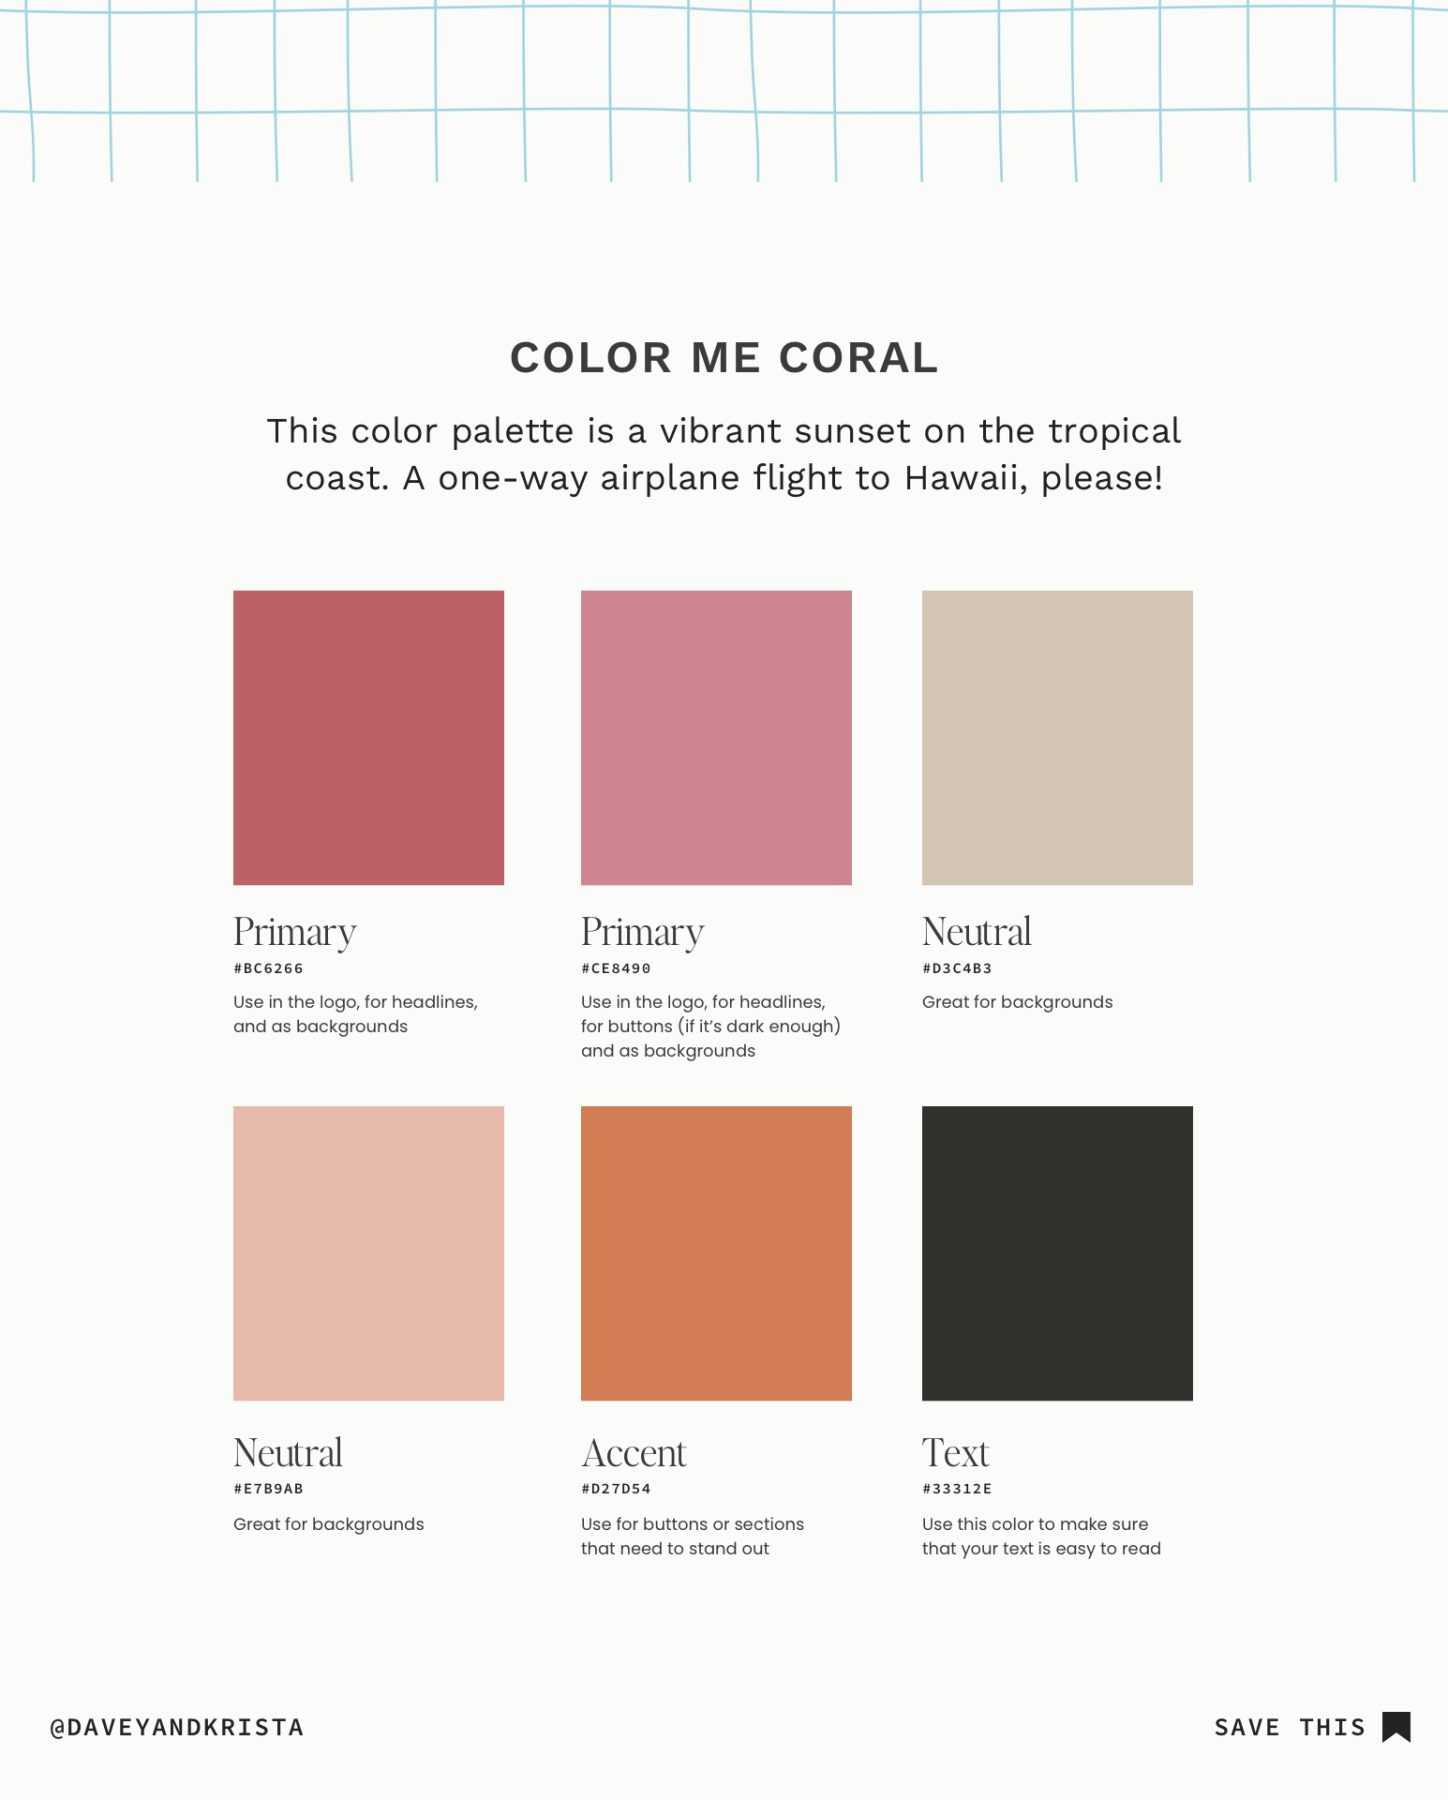 COLOR ME CORAL
This color palette is a vibrant sunset on the tropical
coast. A one-way airplane flight to Hawaii, please!
Primary
#BC6266
Use in the logo, for headlines,
and as backgrounds
Primary
#CE8490
Use in the logo, for headlines,
for buttons (if it's dark enough)
and as backgrounds
Neutral
#D3C4B3
Great for backgrounds
Neutral
#E7B9AB
Great for backgrounds
Accent
#D27D54
Use for buttons or sections
that need to stand out
Text
#33312E
Use this color to make sure
that your text is easy to read
@DAVEYANDKRISTA
SAVE THIS